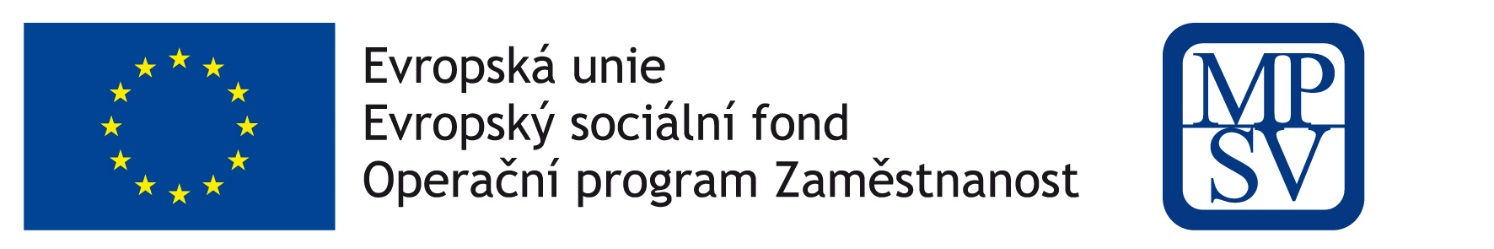 Evropská unie
Evropský sociální fond
Operační program Zaměstnanost
MP
SV